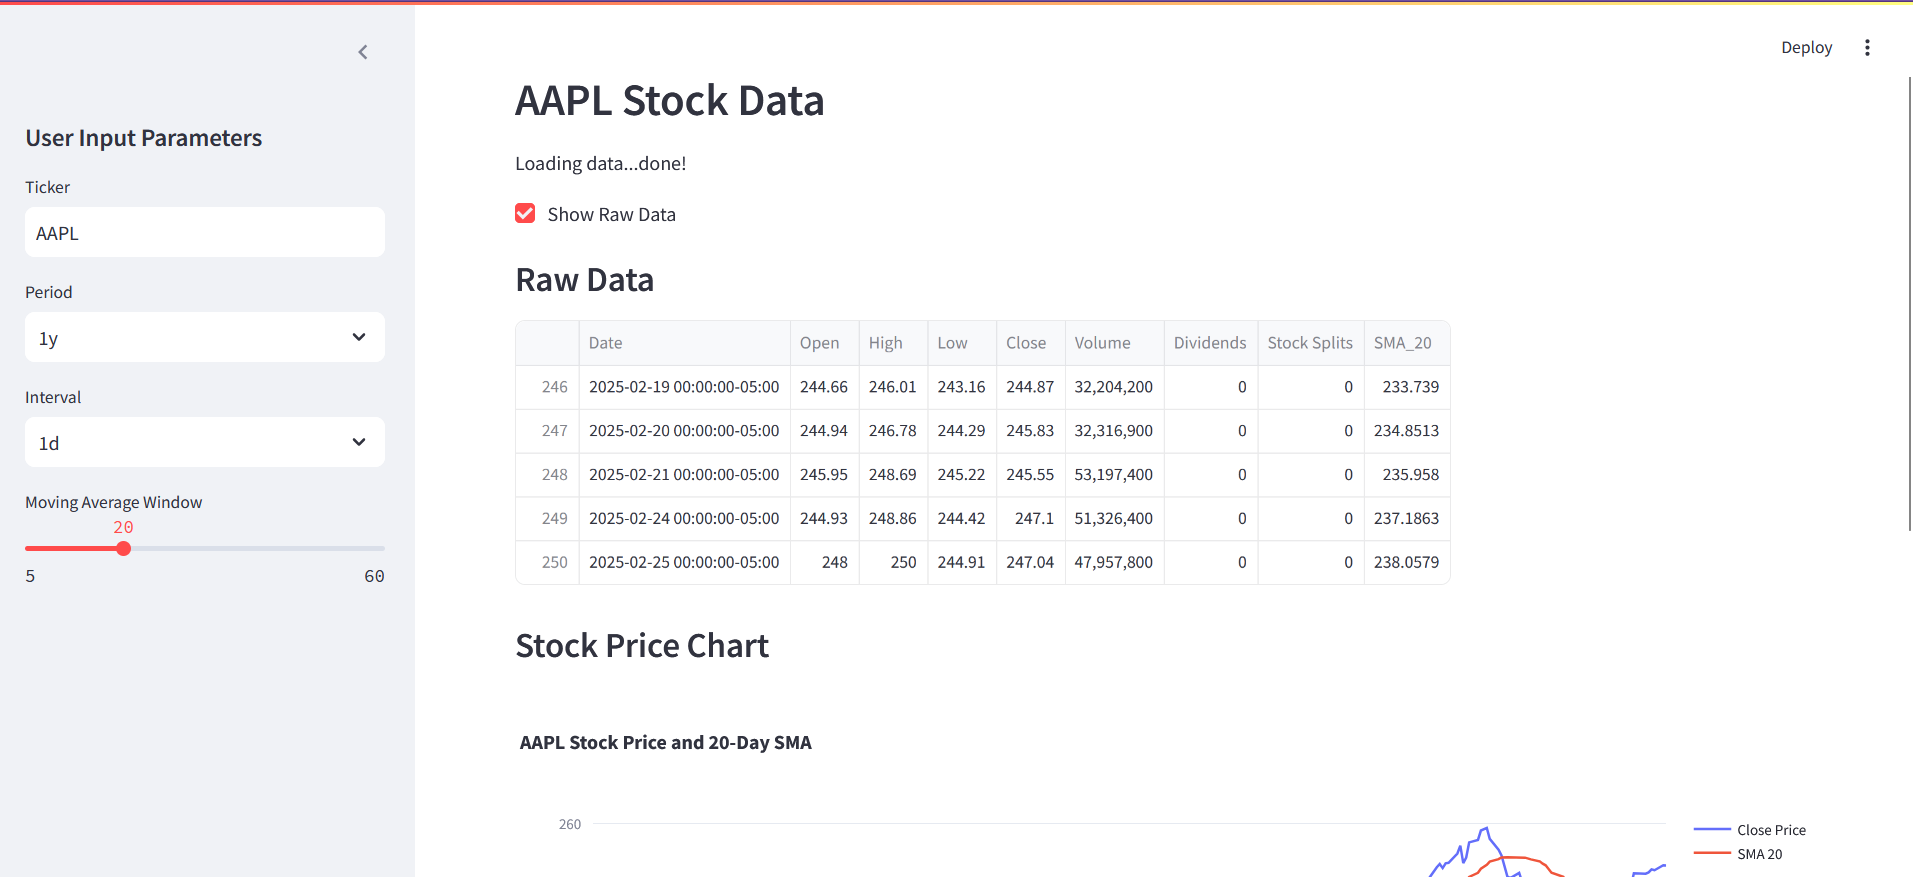 Deploy
User Input Parameters
Ticker
AAPL
Period
1y
Interval
1d
Moving Average Window
20
5 60
AAPL Stock Data
Loading data...done!
Show Raw Data
Raw Data
Date Open High Low Close Volume Dividends Stock Splits SMA_20
246 2025-02-19 00:00:00-05:00 244.66 246.01 243.16 244.87 32,204,200 0 0 233.739
247 2025-02-20 00:00:00-05:00 244.94 246.78 244.29 245.83 32,316,900 0 0 234.8513
248 2025-02-21 00:00:00-05:00 245.95 248.69 245.22 245.55 53,197,400 0 0 235.958
249 2025-02-24 00:00:00-05:00 244.93 248.86 244.42 247.1 51,326,400 0 0 237.1863
250 2025-02-25 00:00:00-05:00 248 250 244.91 247.04 47,957,800 0 0 238.0579
Stock Price Chart
AAPL Stock Price and 20-Day SMA
260
Close Price
SMA 20